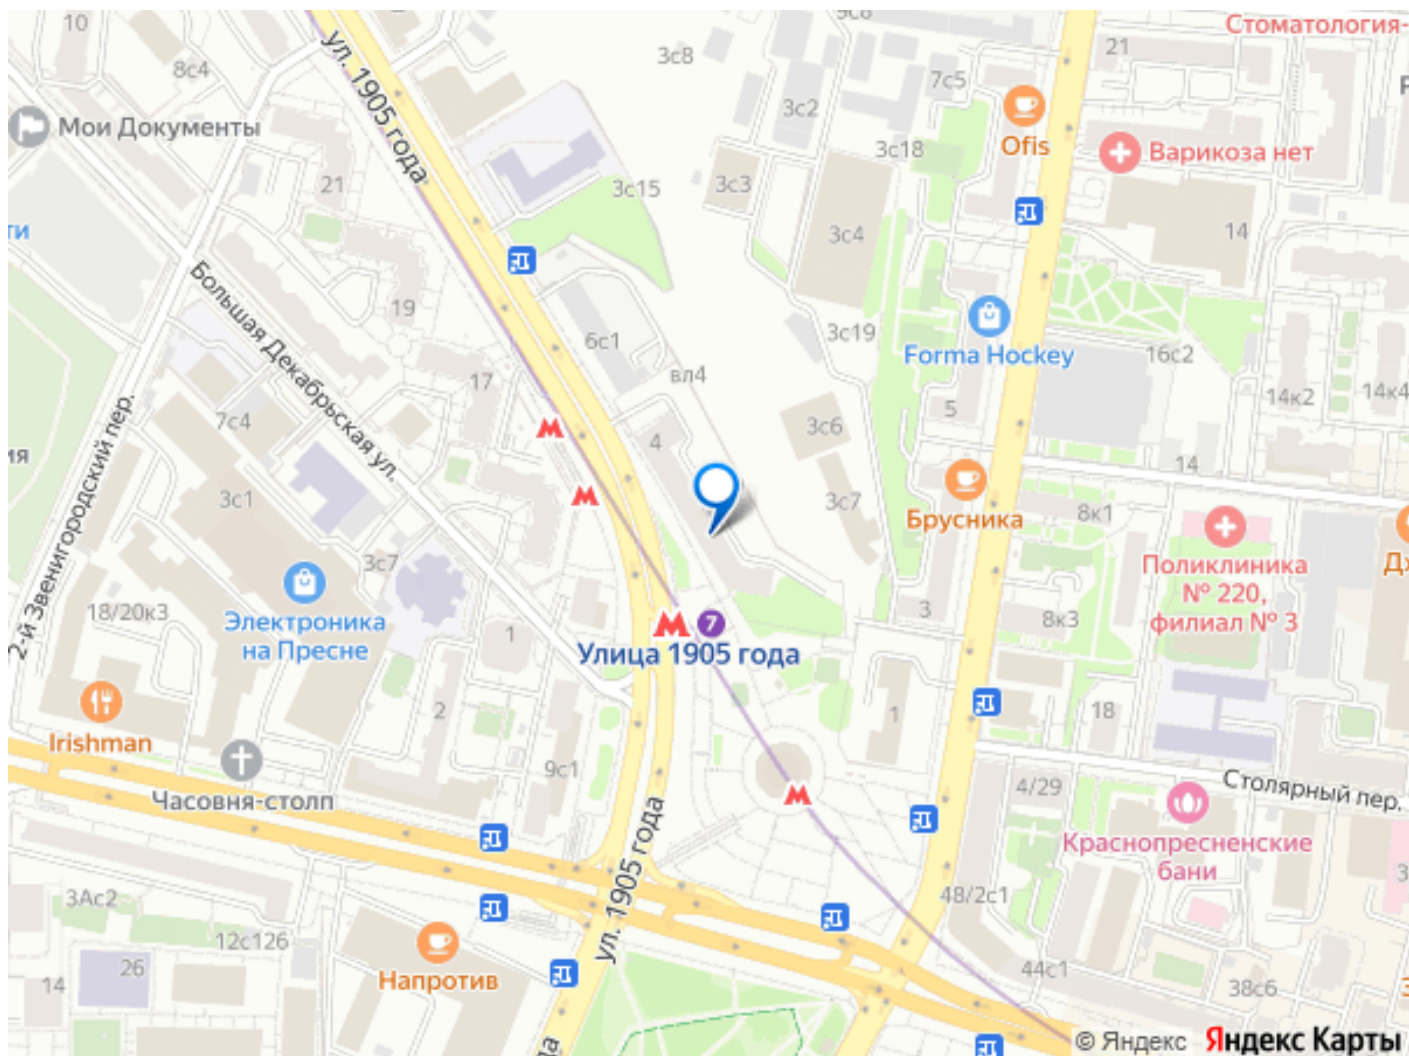 10
9с8
Стоматология-
ул. 1905 года
8с4
3с8
7с5
21
Мои Документы
3с2
Ofis
Варикоза нет
3с18
21
3с15
3с3
ти
3с4
14
Большая Декабрьская ул.
19
6с1
3с19
Forma Hockey
16с2
вл4
17
14к2
14к4
7с4
5
3с6
4
ия
14
3с1
3с7
Брусника
8к1
2-й Звенигородский пер.
3с7
Поликлиника
№ 220,
филиал № 3
18/20к3
Электроника
на Пресне
1
7
3
8к3
Улица 1905 года
Irishman
2
1
18
9с1
Часовня-столп
4/29
Столярный пер.
ул. 1905 года
Краснопресненские
бани
3Ас2
48/2с1
12с126
26
14
Напротив
44с1
38с6
© Яндекс
Яндекс Карты